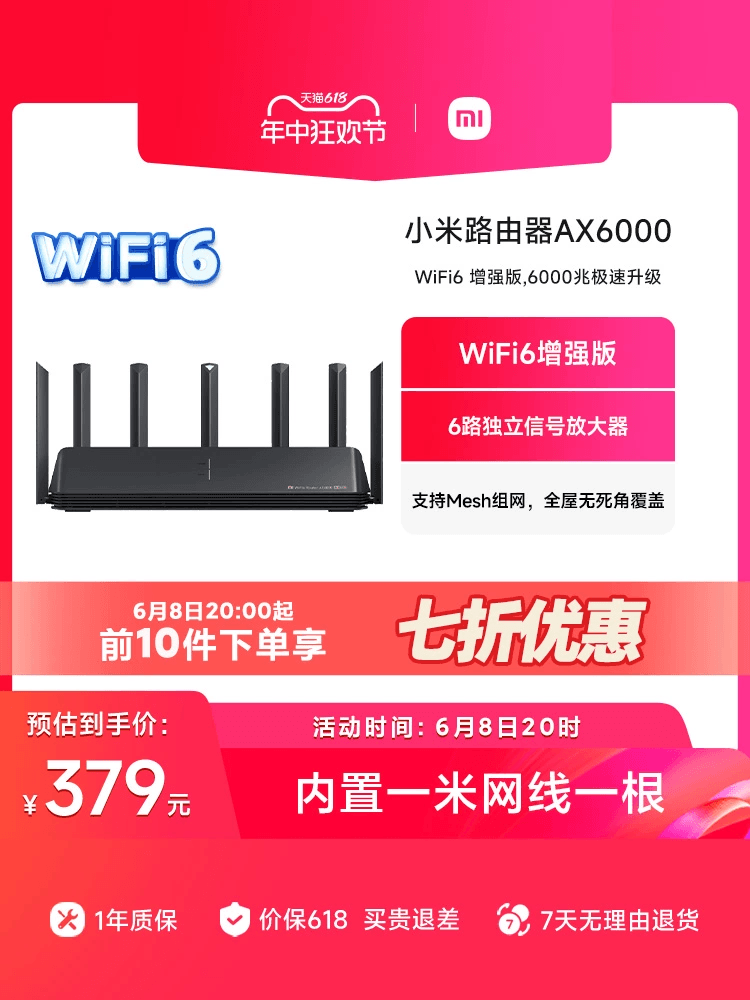 天猫618
年中狂欢节
小米路由器AX6000
WiFi6
WiFi6 增强版,6000兆极速升级
WiFi6增强版
6路独立信号放大器
支持Mesh组网，全屋无死角覆盖
6月8日20:00起
前10件下单享
七折优惠
预估到手价：
¥379元
活动时间：6月8日20时
内置一米网线一根
1年质保
价保618 买贵退差
7天无理由退货